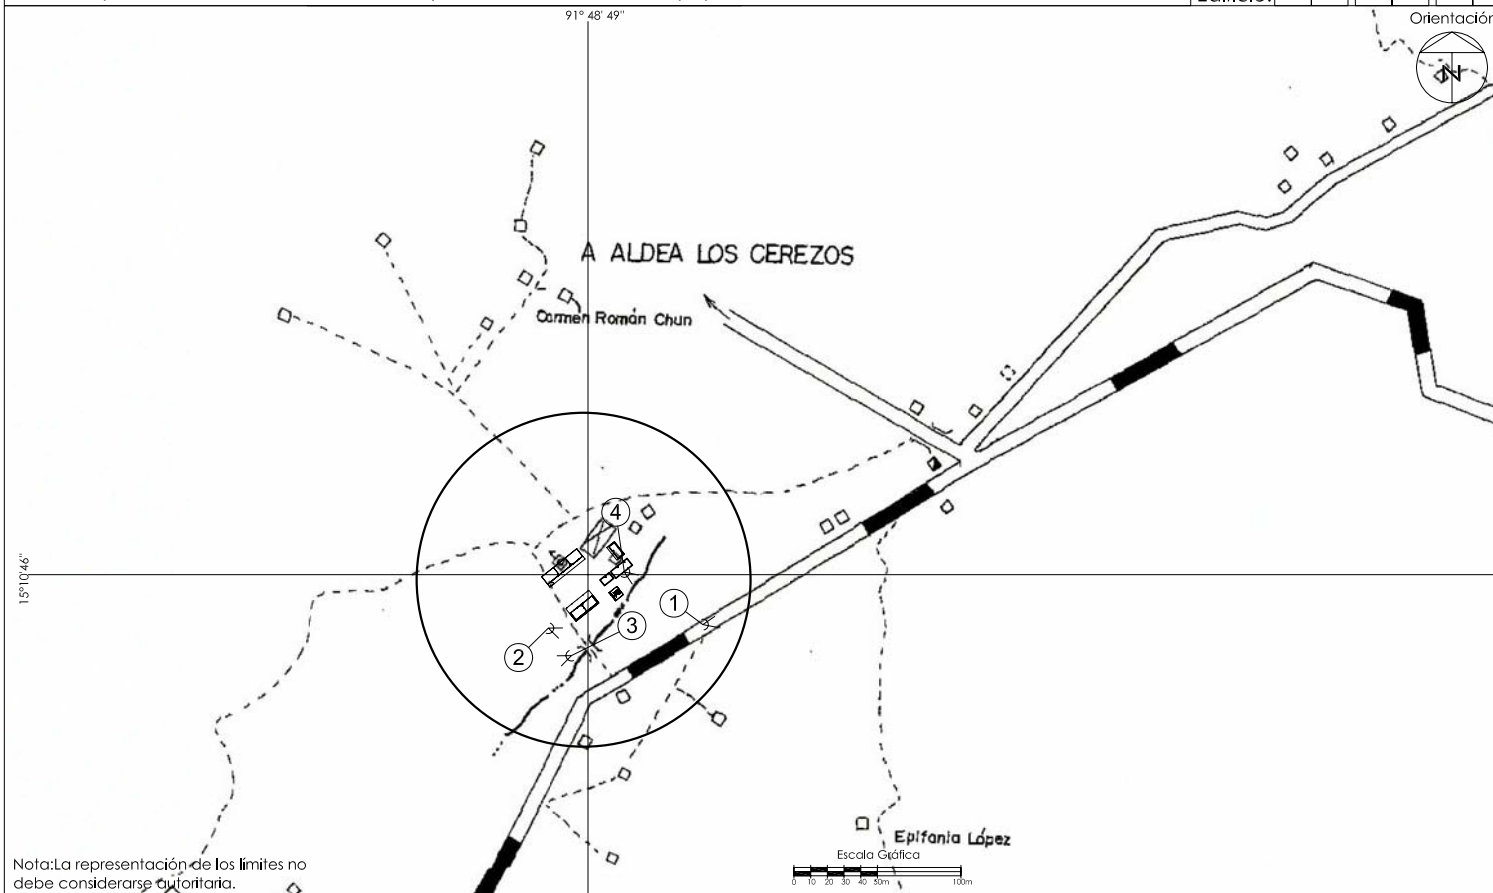 91° 48' 49"
Orientación
N
A ALDEA LOS CEREZOS
Carmen Román Chun
4
15°10'46"
1
3
2
Epifania López
Escala Gráfica
0 10 20 30 40 50m 100m
Nota:La representación de los límites no
debe considerarse autoritaria.